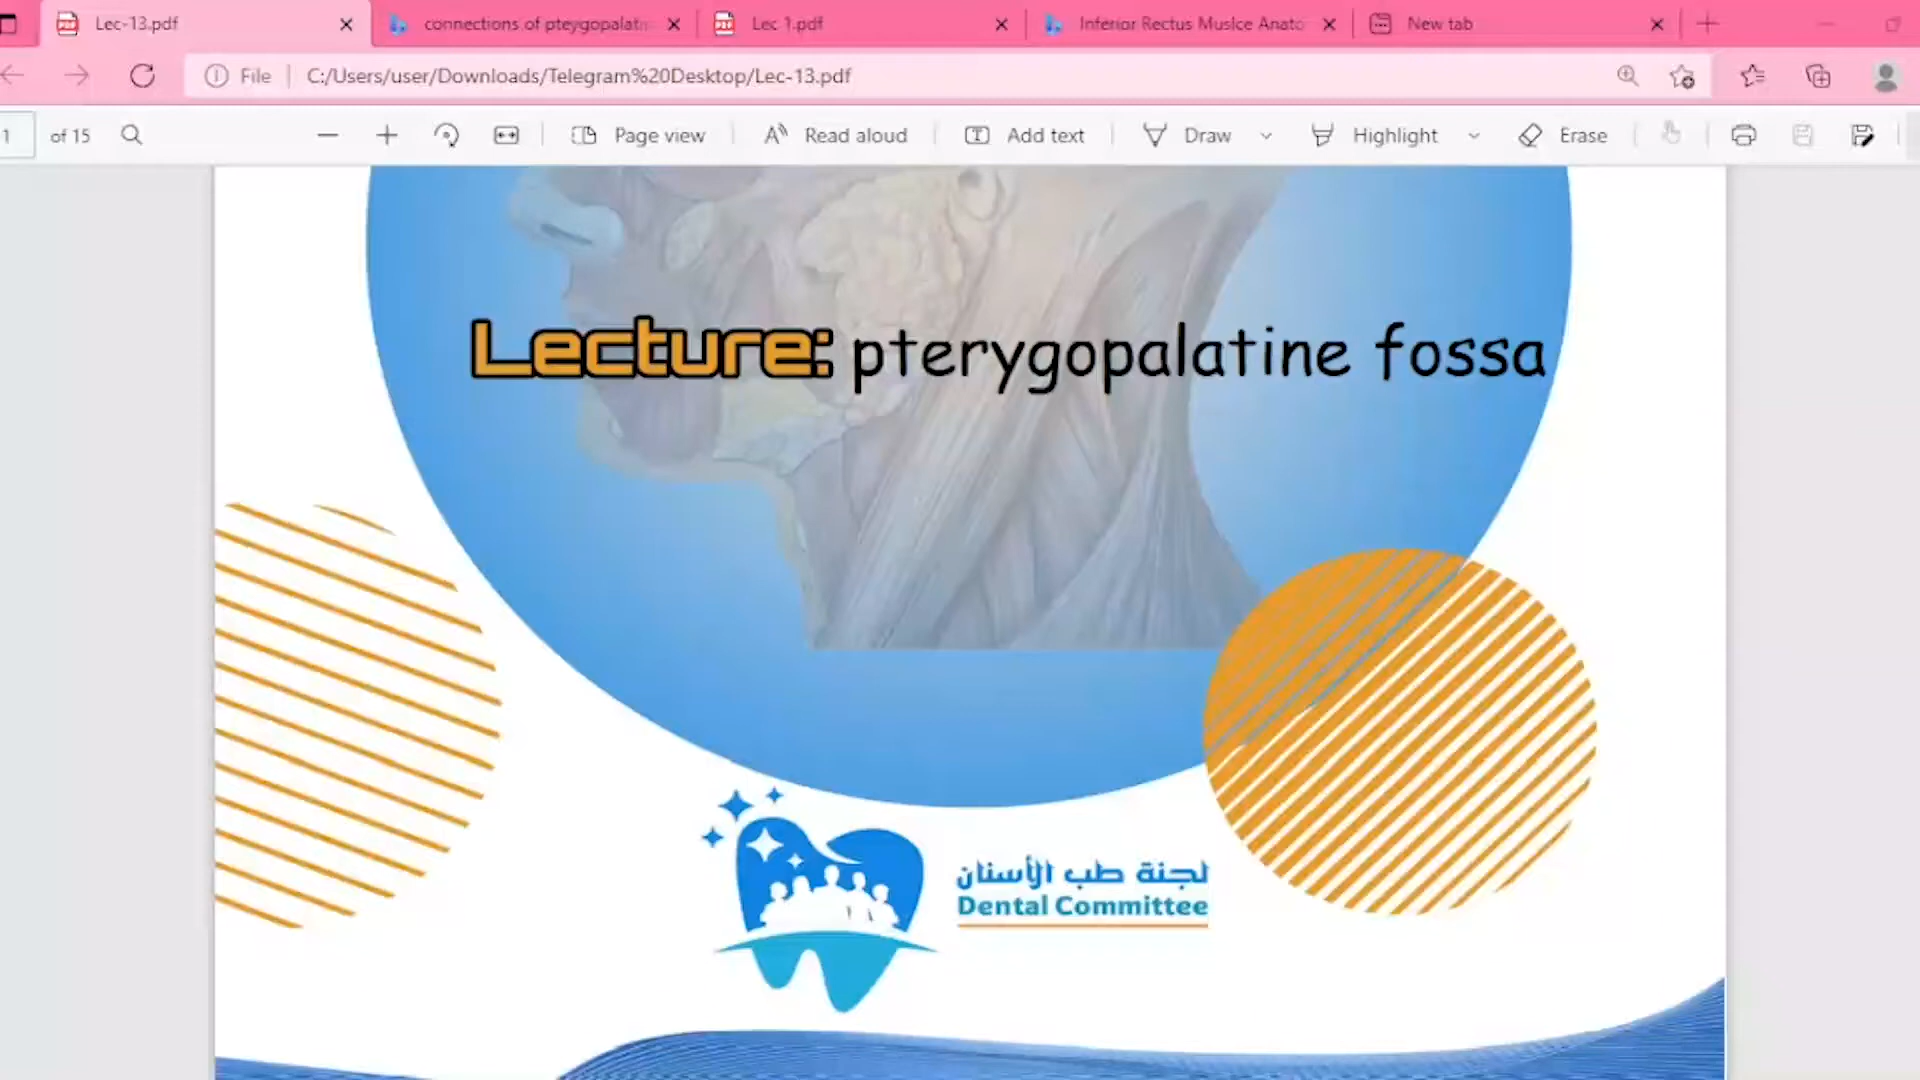 Lec-13.pdf
connections of pteygopalati
Lec 1.pdf
Inferior Rectus Muslce Anato
New tab
File
C:/Users/user/Downloads/Telegram%20Desktop/Lec-13.pdf
1 of 15
Page view
Read aloud
Add text
Draw
Highlight
Erase
Lecture: pterygopalatine fossa
لجنة طب الأسنان
Dental Committee